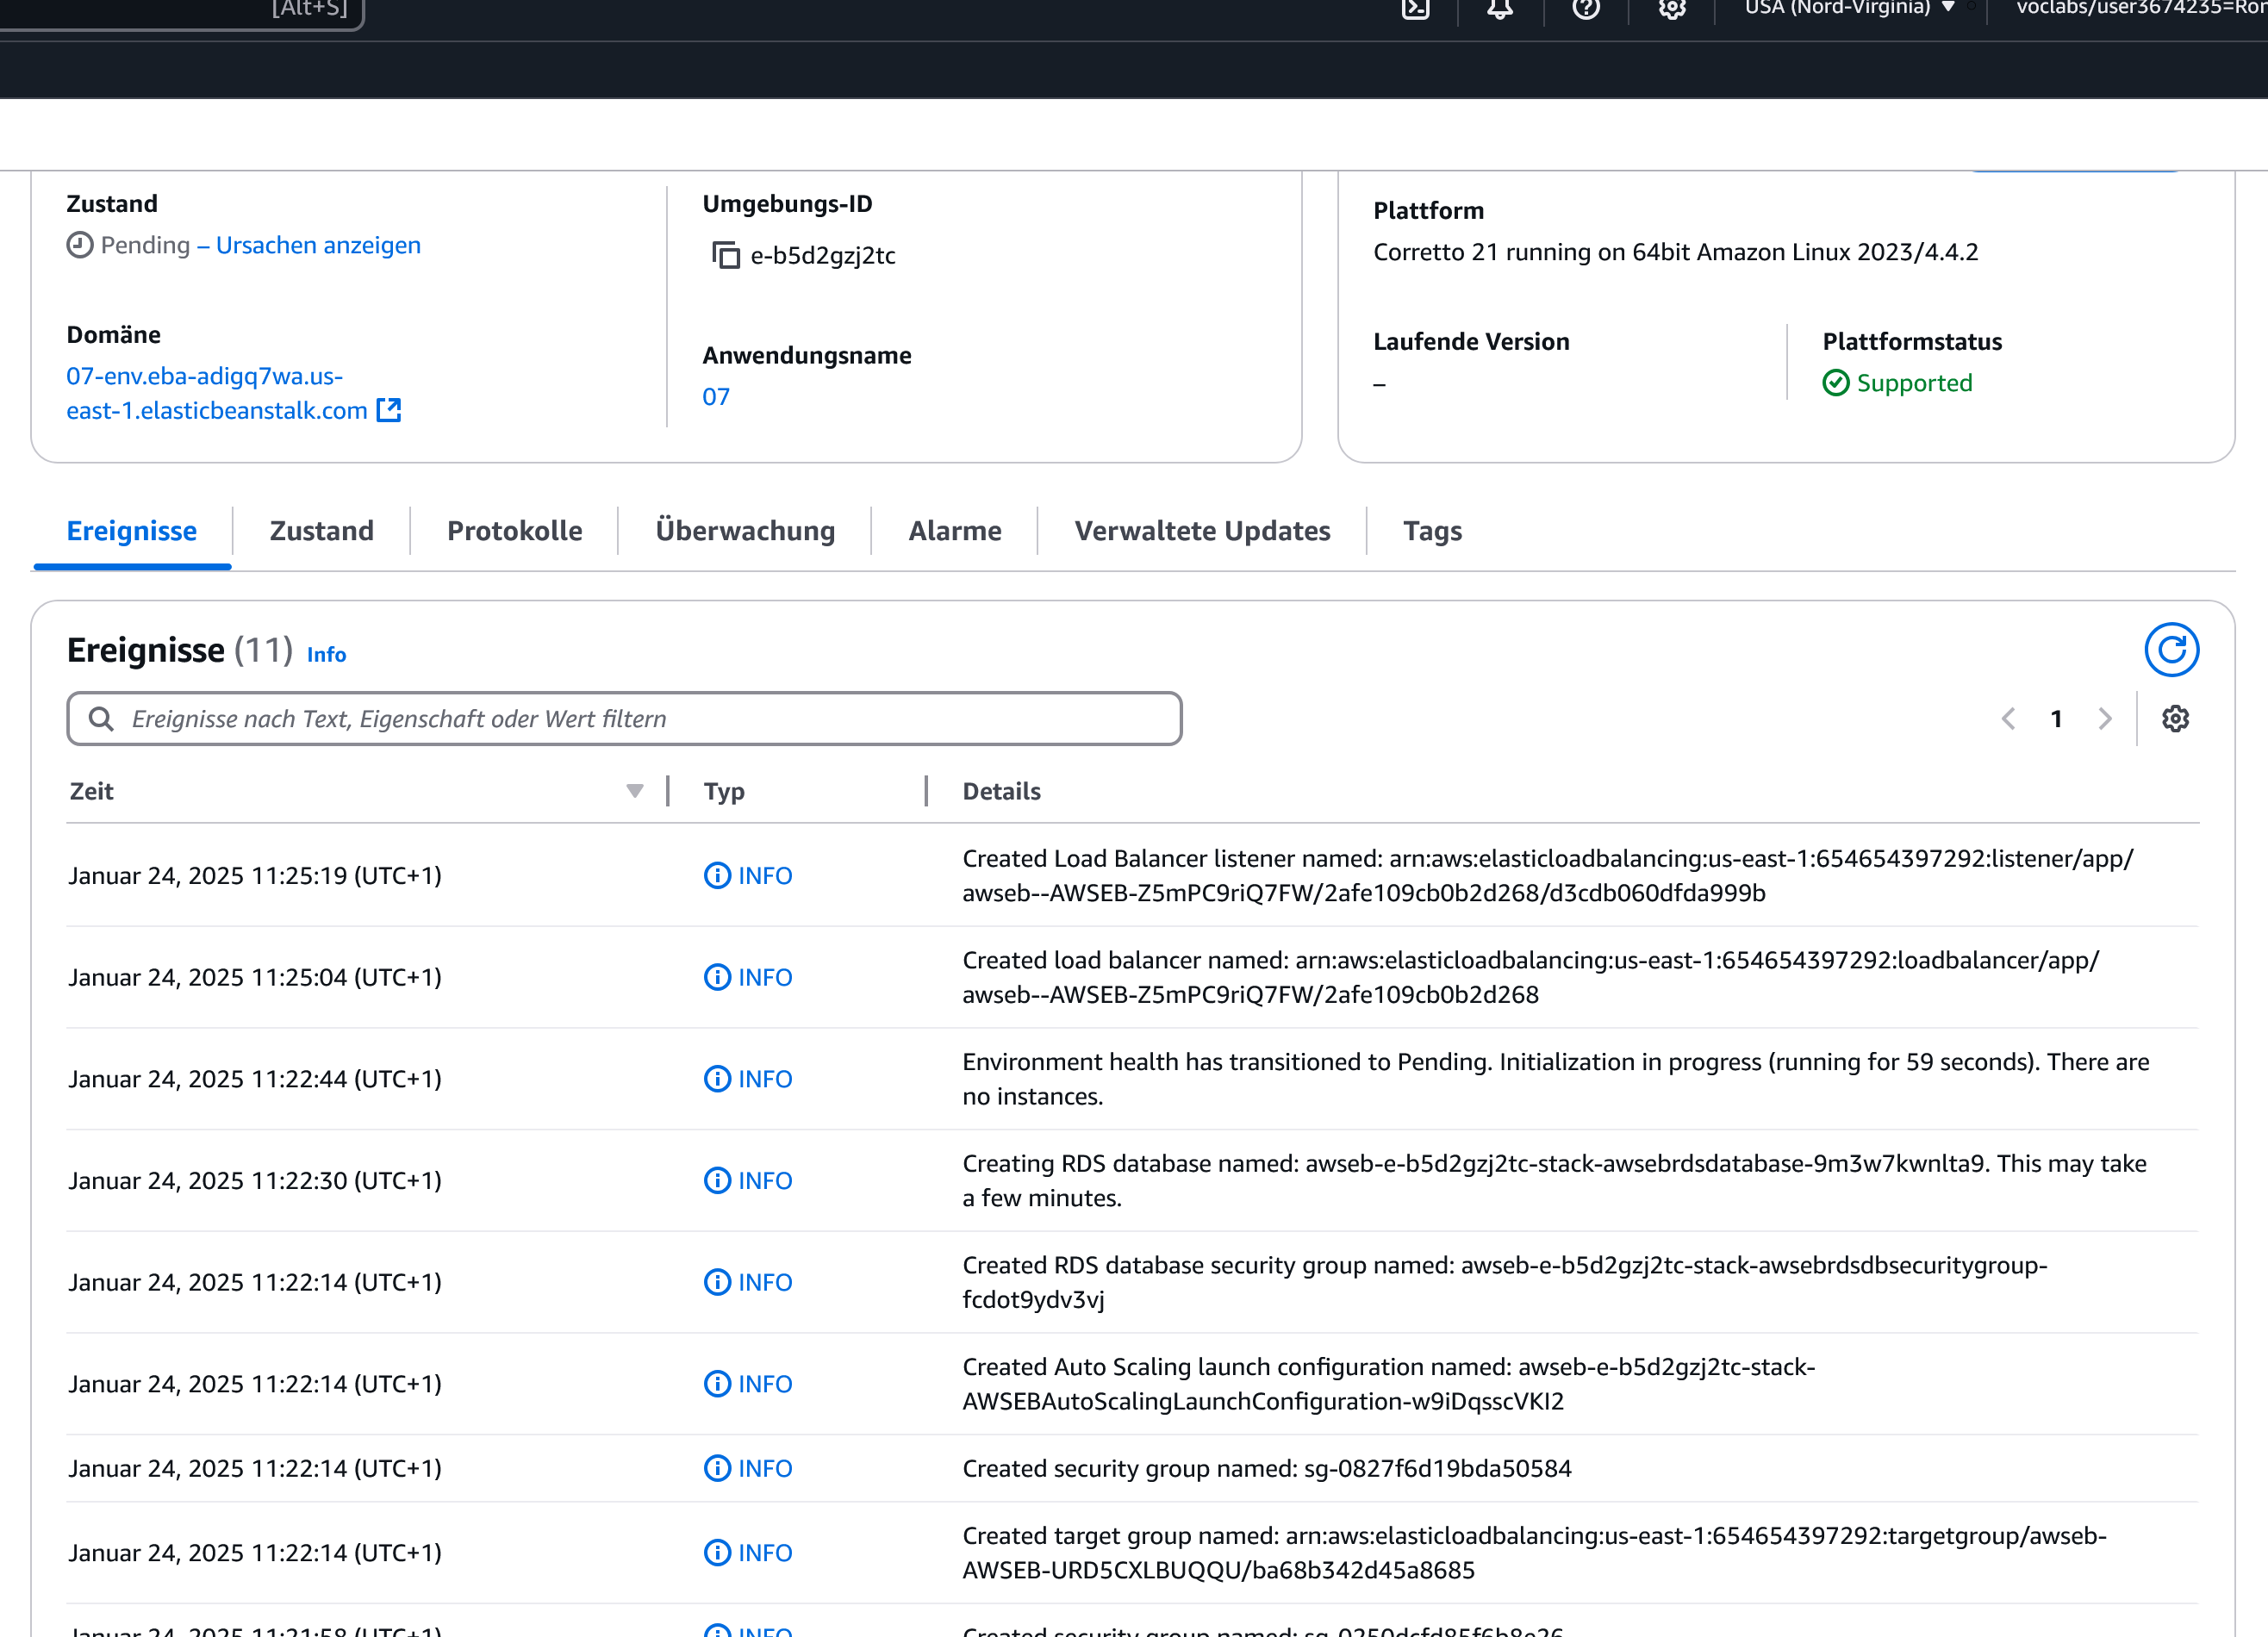 [Alt+S]
USA (Nord-Virginia)
voclabs/user3674235=Ron
Zustand
Pending – Ursachen anzeigen
Domäne
07-env.eba-adigq7wa.us-
east-1.elasticbeanstalk.com
Umgebungs-ID
e-b5d2gzj2tc
Anwendungsname
07
Plattform
Corretto 21 running on 64bit Amazon Linux 2023/4.4.2
Laufende Version
–
Plattformstatus
Supported
Ereignisse
Zustand
Protokolle
Überwachung
Alarme
Verwaltete Updates
Tags
Ereignisse (11) Info
Ereignisse nach Text, Eigenschaft oder Wert filtern
1
Zeit
Typ
Details
Januar 24, 2025 11:25:19 (UTC+1)
INFO
Created Load Balancer listener named: arn:aws:elasticloadbalancing:us-east-1:654654397292:listener/app/
awseb--AWSEB-Z5mPC9riQ7FW/2afe109cb0b2d268/d3cdb060dfda999b
Januar 24, 2025 11:25:04 (UTC+1)
INFO
Created load balancer named: arn:aws:elasticloadbalancing:us-east-1:654654397292:loadbalancer/app/
awseb--AWSEB-Z5mPC9riQ7FW/2afe109cb0b2d268
Januar 24, 2025 11:22:44 (UTC+1)
INFO
Environment health has transitioned to Pending. Initialization in progress (running for 59 seconds). There are
no instances.
Januar 24, 2025 11:22:30 (UTC+1)
INFO
Creating RDS database named: awseb-e-b5d2gzj2tc-stack-awsebrdsdatabase-9m3w7kwnlta9. This may take
a few minutes.
Januar 24, 2025 11:22:14 (UTC+1)
INFO
Created RDS database security group named: awseb-e-b5d2gzj2tc-stack-awsebrdsdbsecuritygroup-
fcdot9ydv3vj
Januar 24, 2025 11:22:14 (UTC+1)
INFO
Created Auto Scaling launch configuration named: awseb-e-b5d2gzj2tc-stack-
AWSEBAutoScalingLaunchConfiguration-w9iDqsscVKI2
Januar 24, 2025 11:22:14 (UTC+1)
INFO
Created security group named: sg-0827f6d19bda50584
Januar 24, 2025 11:22:14 (UTC+1)
INFO
Created target group named: arn:aws:elasticloadbalancing:us-east-1:654654397292:targetgroup/awseb-
AWSEB-URD5CXLBUQQU/ba68b342d45a8685
Januar 24, 2025 11:21:58 (UTC+1)
INFO
Created security group named: